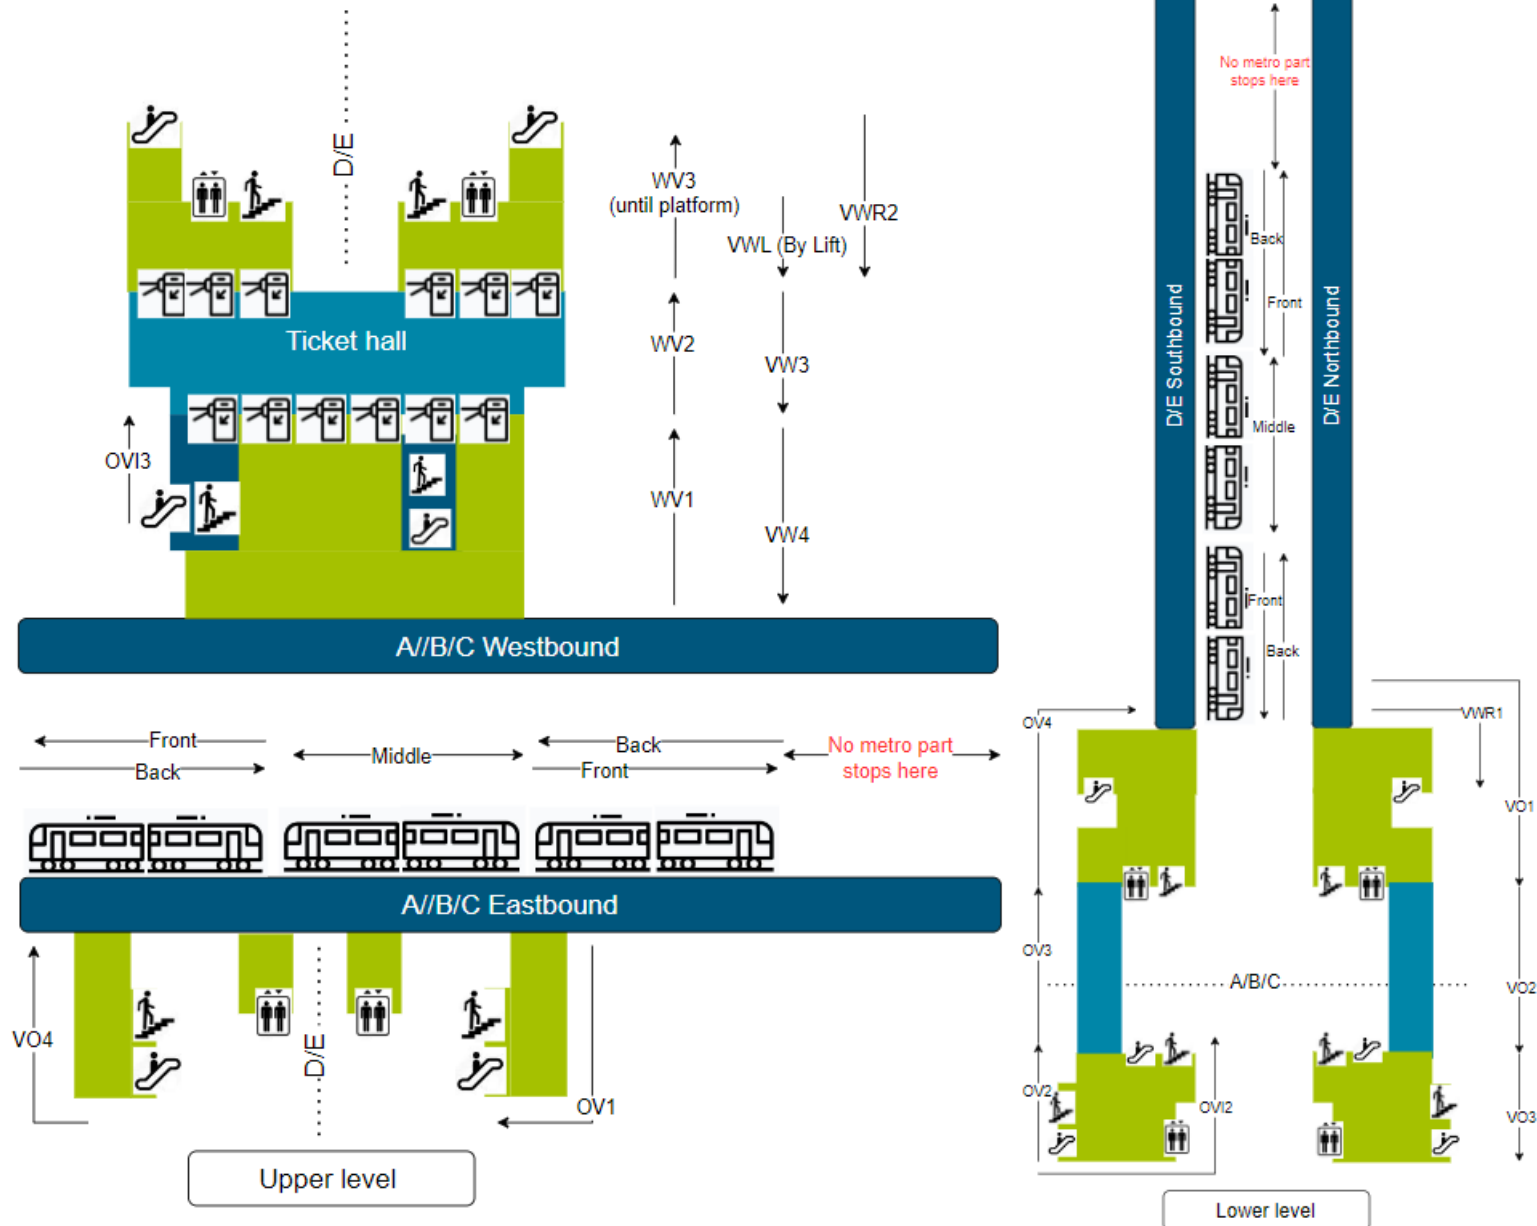 D/E
WV3
(until platform)
VWR2
VWL (By Lift)
Ticket hall
WV2
VW3
OVI3
WV1
VW4
A//B/C Westbound
Front
Back
Middle
Back
Front
No metro part
stops here
A//B/C Eastbound
VO4
D/E
OV1
Upper level
No metro part
stops here
D/E Southbound
D/E Northbound
Back
Front
Middle
Front
Back
OV4
VWR1
VO1
OV3
A/B/C
VO2
OV2
OVI2
VO3
Lower level